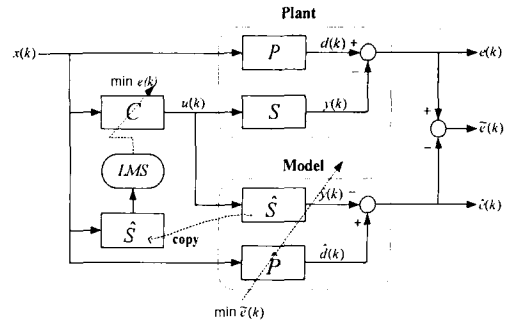 Plant
x(k)
P
d(k)
+
−
e(k)
min e(k)
C
u(k)
S
y(k)
+
−
ẽ(k)
LMS
Model
Ŝ
ŷ(k)
−
+
ê(k)
Ŝ
copy
P̂
d̂(k)
min ẽ(k)